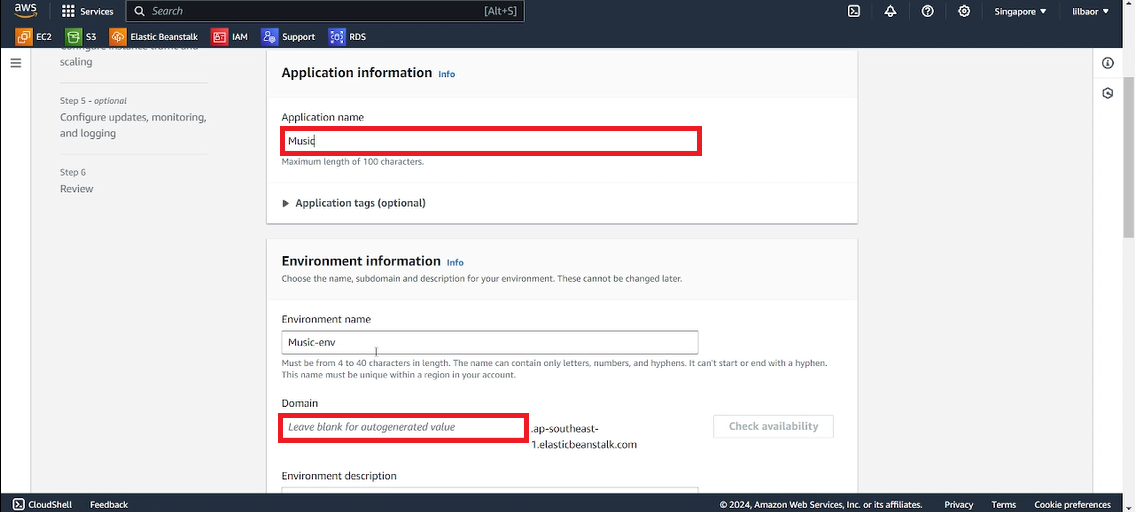 aws
Services
Search
[Alt+S]
Singapore
lilbaor
EC2
S3
Elastic Beanstalk
IAM
Support
RDS
Configure instance traffic and
scaling
Step 5 - optional
Configure updates, monitoring,
and logging
Step 6
Review
Application information Info
Application name
Music
Maximum length of 100 characters.
Application tags (optional)
Environment information Info
Choose the name, subdomain and description for your environment. These cannot be changed later.
Environment name
Music-env
Must be from 4 to 40 characters in length. The name can contain only letters, numbers, and hyphens. It can't start or end with a hyphen.
This name must be unique within a region in your account.
Domain
Leave blank for autogenerated value
.ap-southeast-
1.elasticbeanstalk.com
Check availability
Environment description
CloudShell
Feedback
© 2024, Amazon Web Services, Inc. or its affiliates.
Privacy
Terms
Cookie preferences